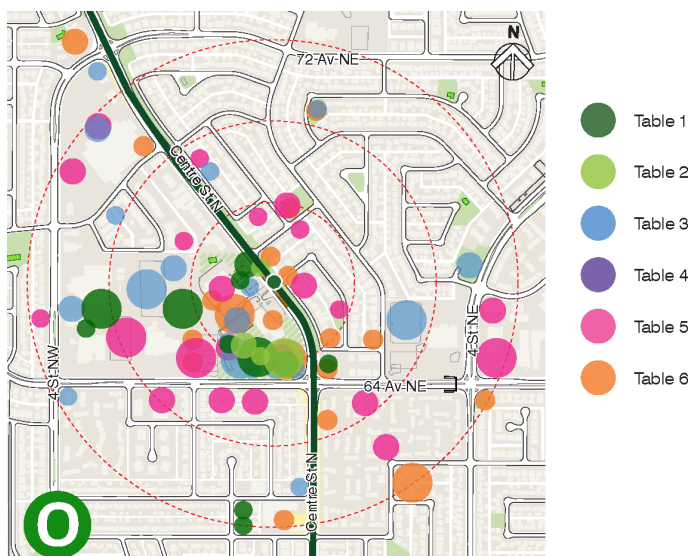 N
72 Av NE
Centre St N
4 St NW
4 St NE
64 Av NE
Centre St N
O
Table 1
Table 2
Table 3
Table 4
Table 5
Table 6